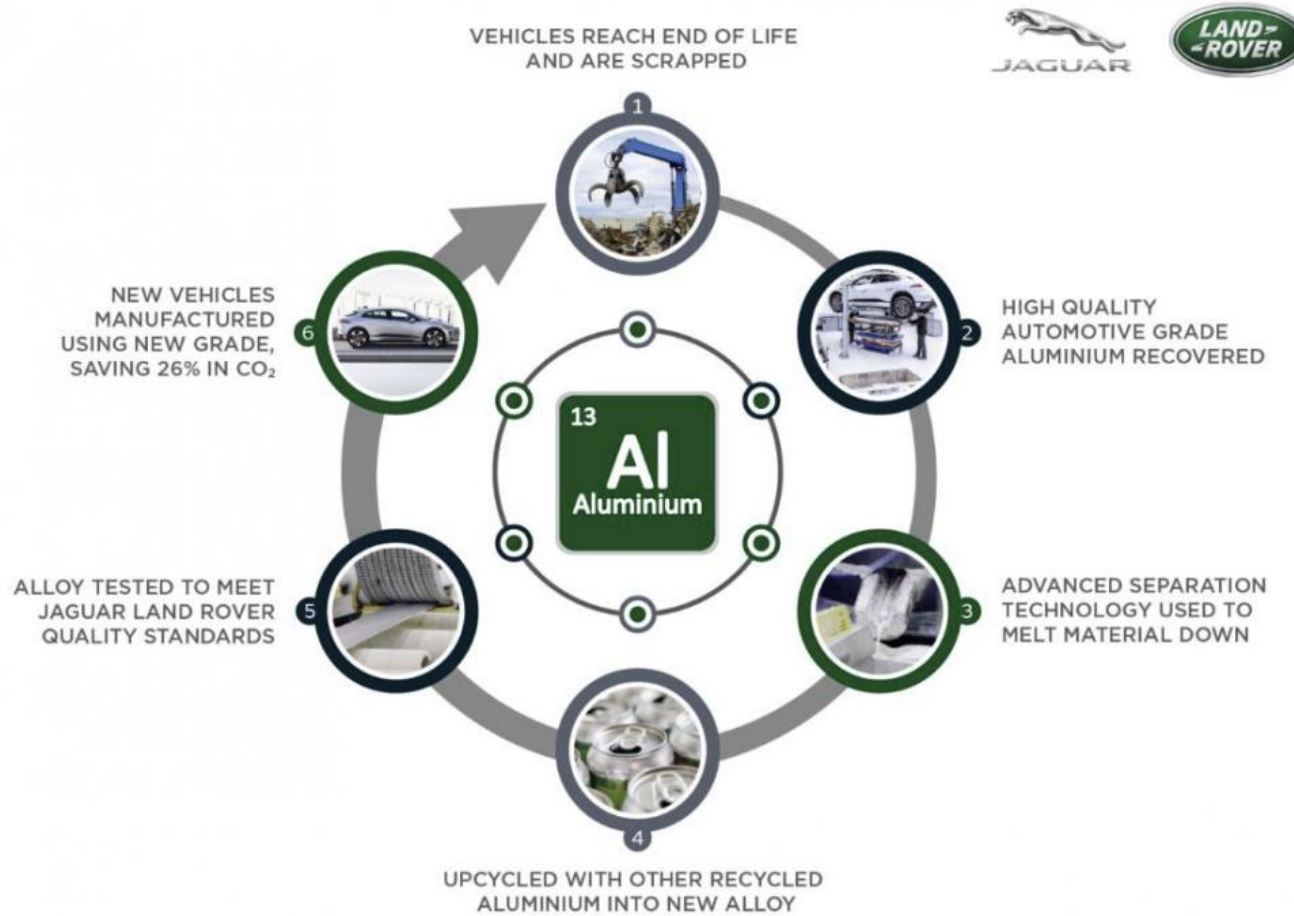 VEHICLES REACH END OF LIFE
AND ARE SCRAPPED
JAGUAR
LAND
ROVER
1
2
HIGH QUALITY
AUTOMOTIVE GRADE
ALUMINIUM RECOVERED
3
ADVANCED SEPARATION
TECHNOLOGY USED TO
MELT MATERIAL DOWN
4
UPCYCLED WITH OTHER RECYCLED
ALUMINIUM INTO NEW ALLOY
5
ALLOY TESTED TO MEET
JAGUAR LAND ROVER
QUALITY STANDARDS
6
NEW VEHICLES
MANUFACTURED
USING NEW GRADE,
SAVING 26% IN CO₂
13
Al
Aluminium